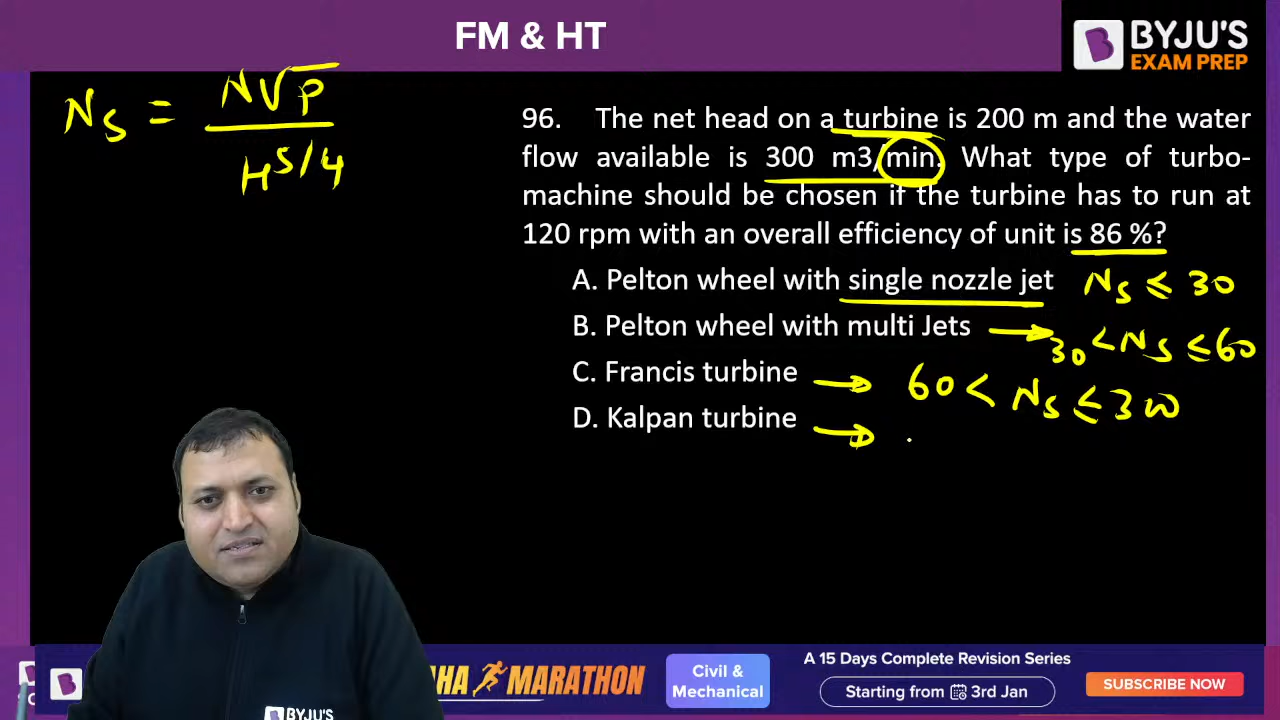 FM & HT
BYJU'S
EXAM PREP
Ns = N√p / H5/4
96. The net head on a turbine is 200 m and the water
flow available is 300 m3/min. What type of turbo-
machine should be chosen if the turbine has to run at
120 rpm with an overall efficiency of unit is 86 %?
A. Pelton wheel with single nozzle jet Ns ≤ 30
B. Pelton wheel with multi Jets → 30 < Ns ≤ 60
C. Francis turbine → 60 < Ns ≤ 300
D. Kalpan turbine →
AHA MARATHON
Civil &
Mechanical
A 15 Days Complete Revision Series
Starting from 3rd Jan
SUBSCRIBE NOW
BYJU'S